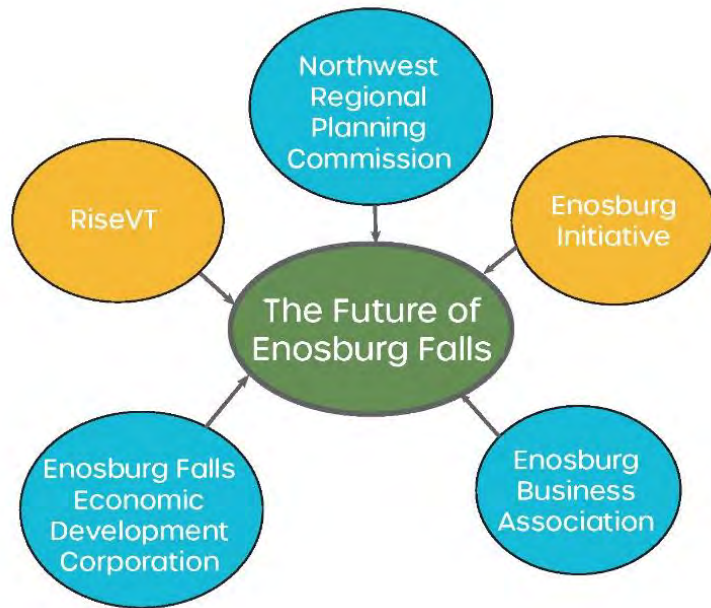 Northwest
Regional
Planning
Commission
RiseVT
Enosburg
Initiative
The Future of
Enosburg Falls
Enosburg Falls
Economic
Development
Corporation
Enosburg
Business
Association